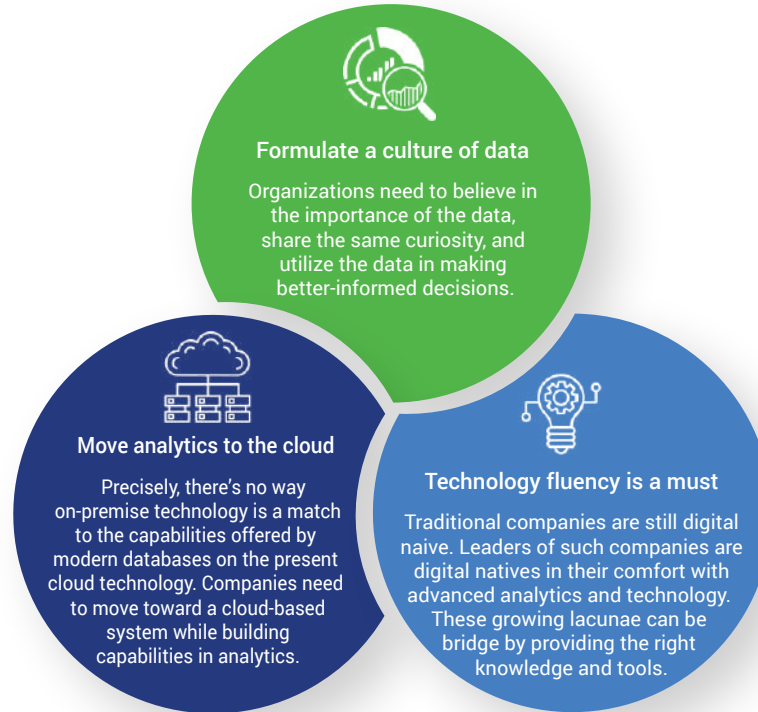 Formulate a culture of data
Organizations need to believe in
the importance of the data,
share the same curiosity, and
utilize the data in making
better-informed decisions.
Move analytics to the cloud
Precisely, there’s no way
on-premise technology is a match
to the capabilities offered by
modern databases on the present
cloud technology. Companies need
to move toward a cloud-based
system while building
capabilities in analytics.
Technology fluency is a must
Traditional companies are still digital
naive. Leaders of such companies are
digital natives in their comfort with
advanced analytics and technology.
These growing lacunae can be
bridge by providing the right
knowledge and tools.